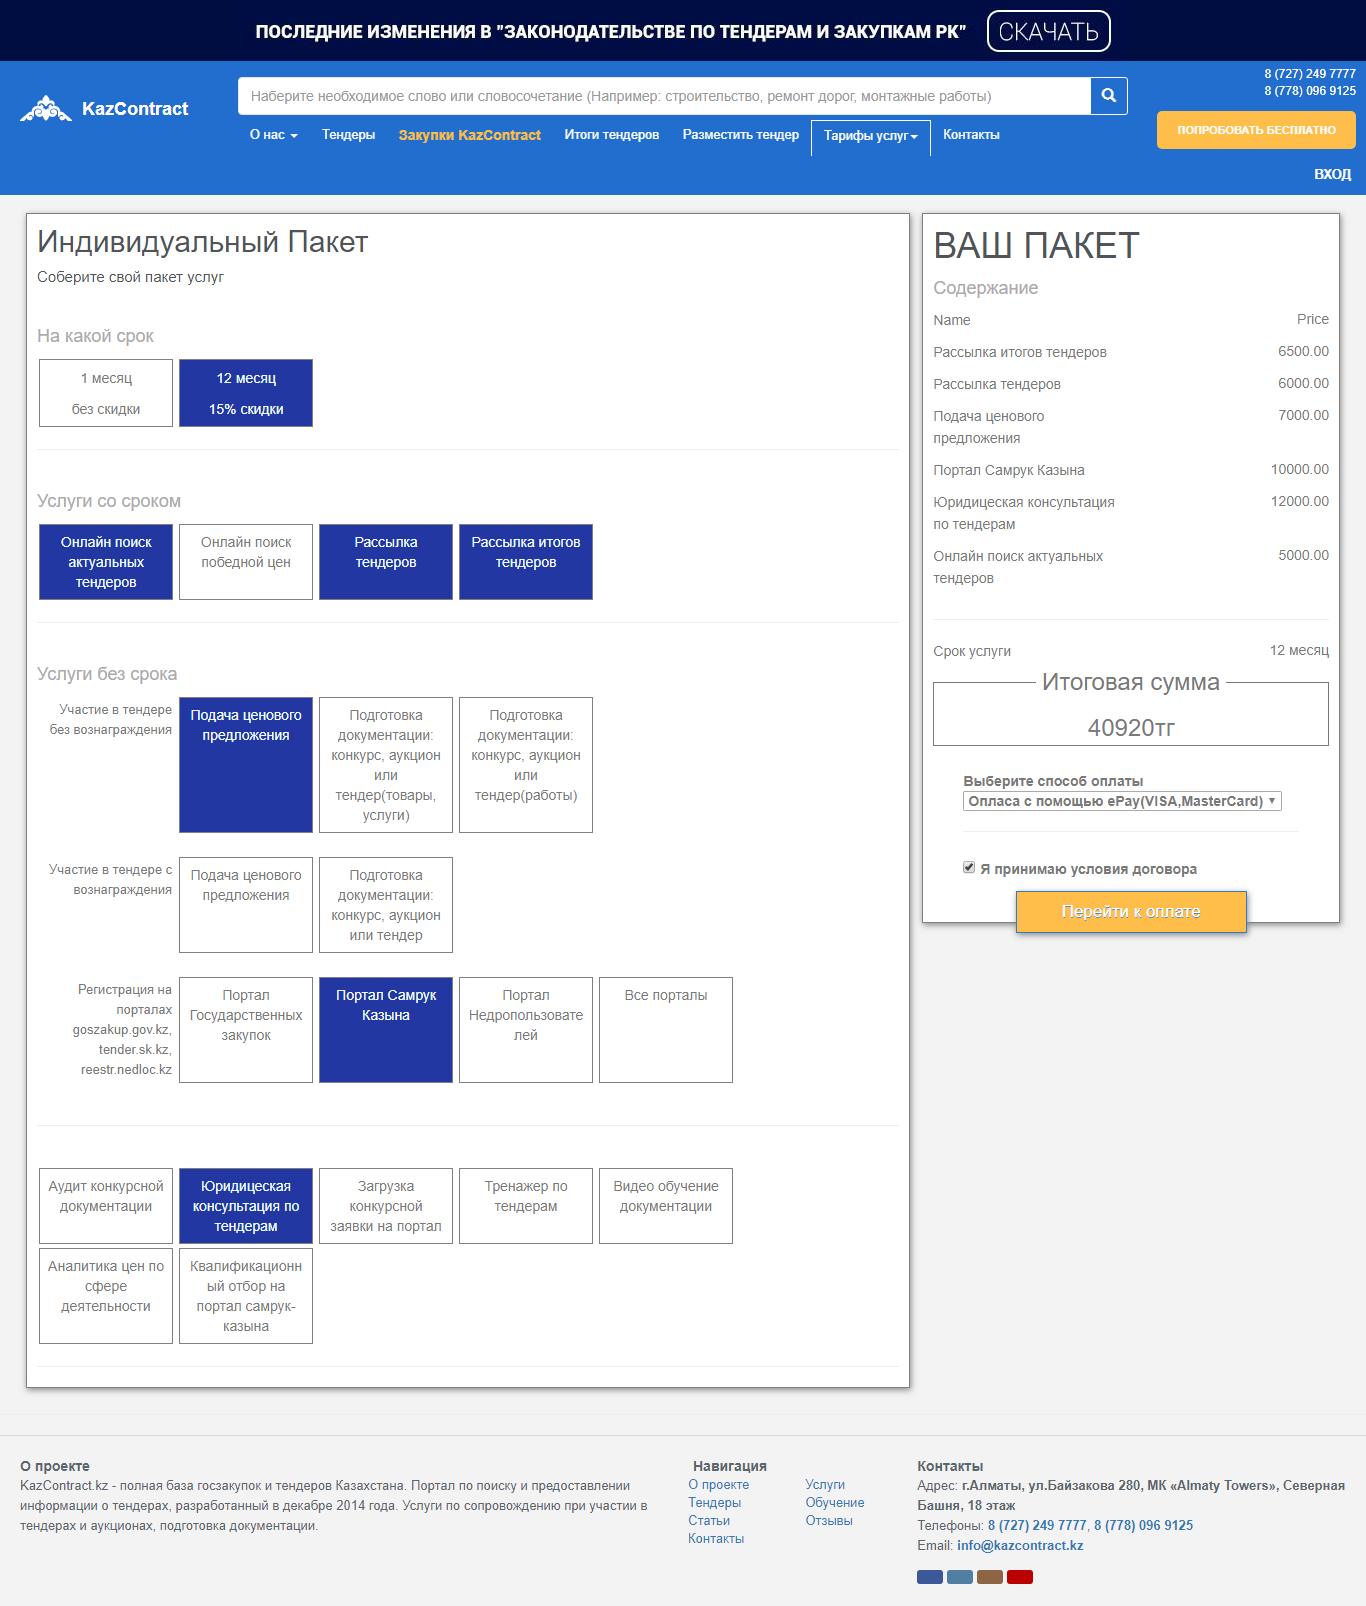 ПОСЛЕДНИЕ ИЗМЕНЕНИЯ В "ЗАКОНОДАТЕЛЬСТВЕ ПО ТЕНДЕРАМ И ЗАКУПКАМ РК" СКАЧАТЬ
8 (727) 249 7777
8 (778) 096 9125
KazContract
Наберите необходимое слово или словосочетание (Например: строительство, ремонт дорог, монтажные работы)
О нас Тендеры Закупки KazContract Итоги тендеров Разместить тендер Тарифы услуг Контакты
ПОПРОБОВАТЬ БЕСПЛАТНО
ВХОД
Индивидуальный Пакет
Соберите свой пакет услуг
На какой срок
1 месяц
без скидки
12 месяц
15% скидки
Услуги со сроком
Онлайн поиск
актуальных
тендеров
Онлайн поиск
победной цен
Рассылка
тендеров
Рассылка итогов
тендеров
Услуги без срока
Участие в тендере
без вознаграждения
Подача ценового
предложения
Подготовка
документации:
конкурс, аукцион
или
тендер(товары,
услуги)
Подготовка
документации:
конкурс, аукцион
или
тендер(работы)
Участие в тендере с
вознаграждения
Подача ценового
предложения
Подготовка
документации:
конкурс, аукцион
или тендер
Регистрация на
порталах
goszakup.gov.kz,
tender.sk.kz,
reestr.nedloc.kz
Портал
Государственных
закупок
Портал Самрук
Казына
Портал
Недропользовате
лей
Все порталы
Аудит конкурсной
документации
Юридицеская
консультация по
тендерам
Загрузка
конкурсной
заявки на портал
Тренажер по
тендерам
Видео обучение
документации
Аналитика цен по
сфере
деятельности
Квалификационн
ый отбор на
портал самрук-
казына
ВАШ ПАКЕТ
Содержание
Name Price
Рассылка итогов тендеров 6500.00
Рассылка тендеров 6000.00
Подача ценового 7000.00
предложения
Портал Самрук Казына 10000.00
Юридицеская консультация 12000.00
по тендерам
Онлайн поиск актуальных 5000.00
тендеров
Срок услуги 12 месяц
Итоговая сумма
40920тг
Выберите способ оплаты
Опласа с помощью ePay(VISA,MasterCard)
Я принимаю условия договора
Перейти к оплате
О проекте
KazContract.kz - полная база госзакупок и тендеров Казахстана. Портал по поиску и предоставлении
информации о тендерах, разработанный в декабре 2014 года. Услуги по сопровождению при участии в
тендерах и аукционах, подготовка документации.
Навигация
О проекте Услуги
Тендеры Обучение
Статьи Отзывы
Контакты
Контакты
Адрес: г.Алматы, ул.Байзакова 280, МК «Almaty Towers», Северная
Башня, 18 этаж
Телефоны: 8 (727) 249 7777, 8 (778) 096 9125
Email: info@kazcontract.kz